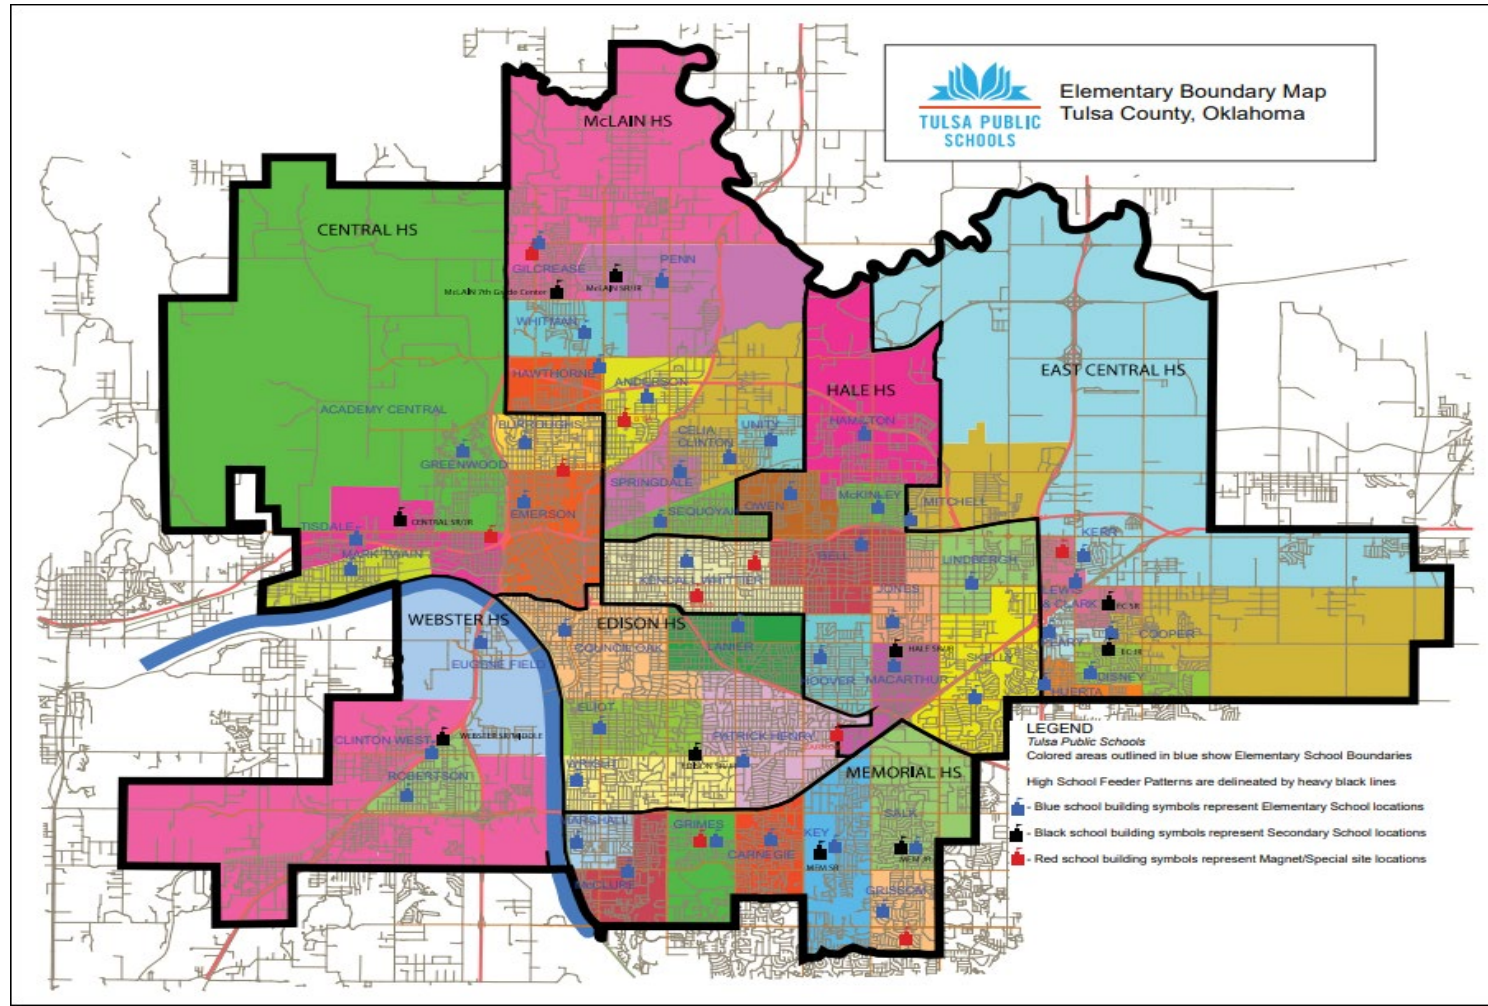 TULSA PUBLIC
SCHOOLS
Elementary Boundary Map
Tulsa County, Oklahoma
McLAIN HS
CENTRAL HS
GILCREASE
PENN
McLAIN 7th Grade Center
McLAIN SR/JR
WHITMAN
HAWTHORNE
ANDERSON
EAST CENTRAL HS
HALE HS
ACADEMY CENTRAL
BURROUGHS
HAMILTON
CELIA
CLINTON
UNITY
GREENWOOD
SPRINGDALE
McKINLEY
MITCHELL
OWEN
SEQUOYAH
EMERSON
CENTRAL SR/JR
TISDALE
MARK TWAIN
KERR
BELL
LINDBERGH
KENDALL WHITTIER
JONES
LEWIS
& CLARK
EC SR
WEBSTER HS
EDISON HS
COOPER
COUNCIL OAK
LANIER
HALE SR/JR
EC JR
SKELLY
EUGENE FIELD
HOOVER
MACARTHUR
DISNEY
HUERTA
ELIOT
CLINTON WEST
WEBSTER SR/MIDDLE
PATRICK HENRY
EDISON SR/JR
WRIGHT
ROBERTSON
MEMORIAL HS
MARSHALL
GRIMES
CARNEGIE
KEY
SALK
MEM SR
MEM JR
McCLURE
GRISSOM
LEGEND
Tulsa Public Schools
Colored areas outlined in blue show Elementary School Boundaries
High School Feeder Patterns are delineated by heavy black lines
- Blue school building symbols represent Elementary School locations
- Black school building symbols represent Secondary School locations
- Red school building symbols represent Magnet/Special site locations